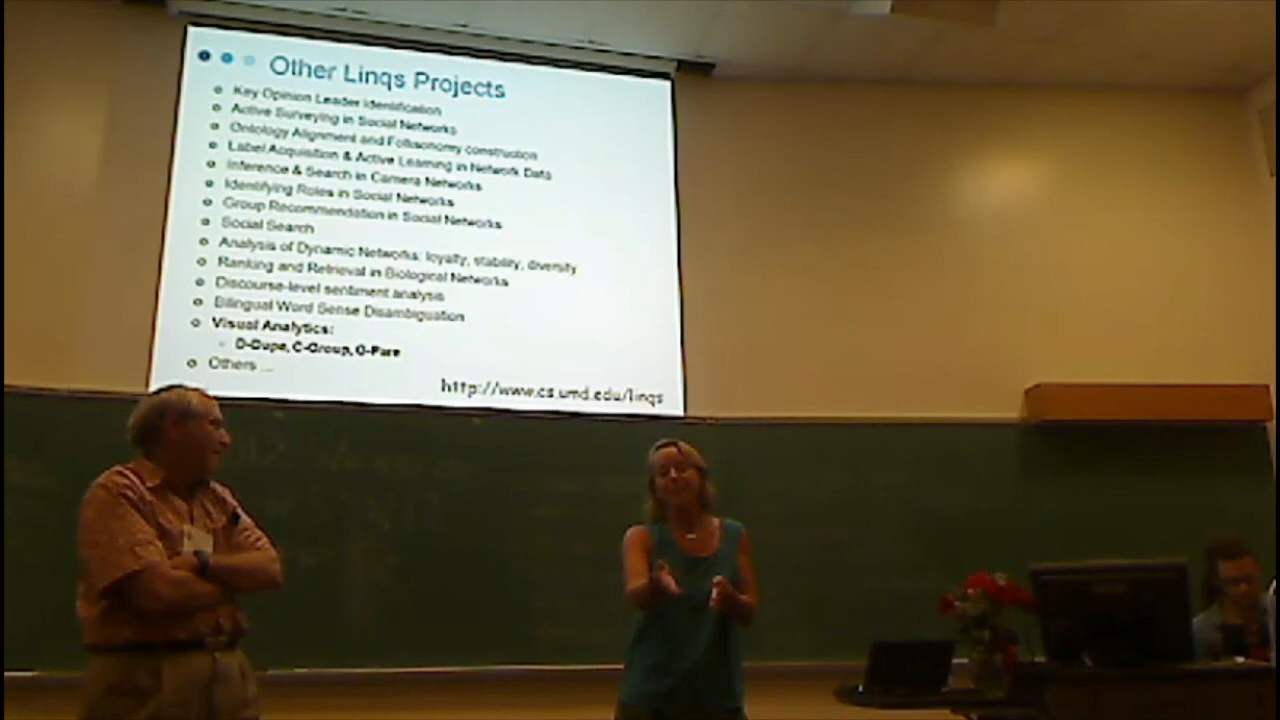 Other Linqs Projects
Key Opinion Leader Identification
Active Surveying in Social Networks
Ontology Alignment and Folksonomy construction
Label Acquisition & Active Learning in Network Data
Inference & Search in Camera Networks
Identifying Roles in Social Networks
Group Recommendation in Social Networks
Social Search
Analysis of Dynamic Networks: loyalty, stability, diversity
Ranking and Retrieval in Biological Networks
Discourse-level sentiment analysis
Bilingual Word Sense Disambiguation
Visual Analytics:
D-Dupe, C-Group, G-Pare
Others ...
http://www.cs.umd.edu/linqs